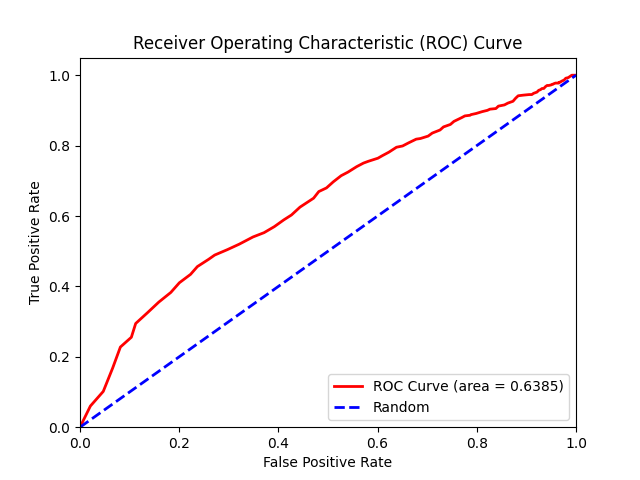 Receiver Operating Characteristic (ROC) Curve
1.0
0.8
0.6
0.4
0.2
0.0
True Positive Rate
ROC Curve (area = 0.6385)
Random
0.0 0.2 0.4 0.6 0.8 1.0
False Positive Rate